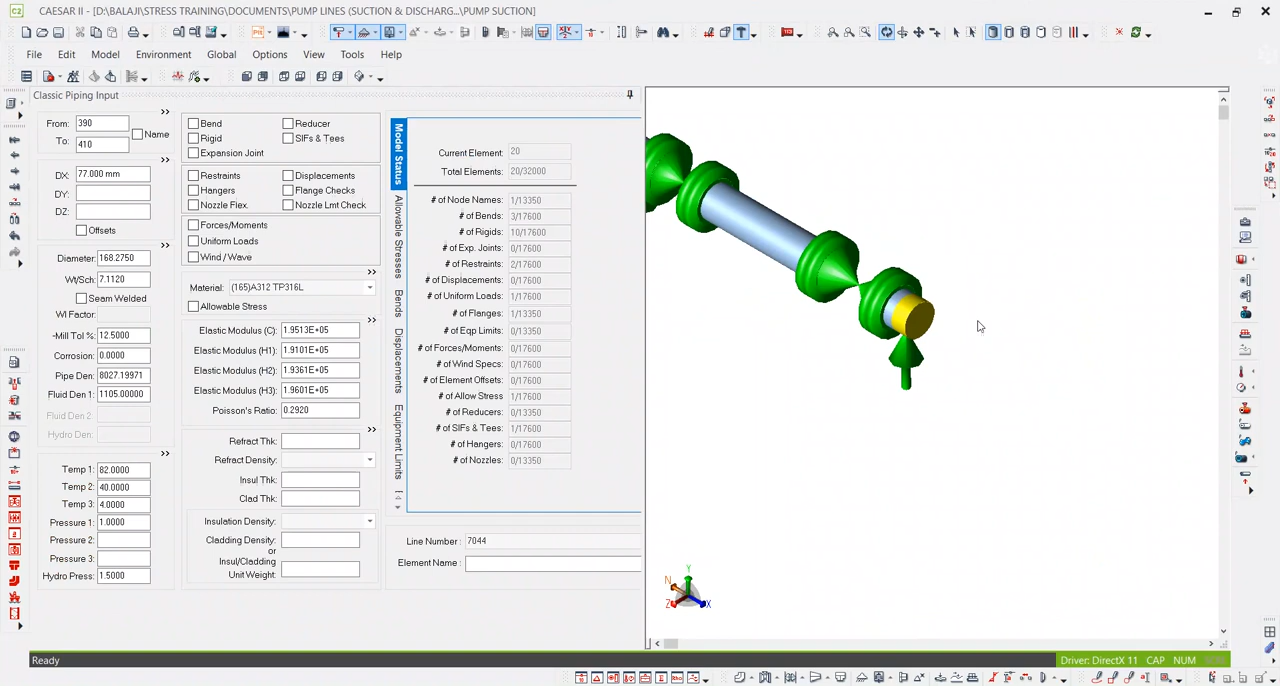 C2 CAESAR II - [D:\BALAJI\STRESS TRAINING\DOCUMENTS\PUMP LINES (SUCTION & DISCHARG...\PUMP SUCTION]
File Edit Model Environment Global Options View Tools Help
Classic Piping Input
From: 390
To: 410
Name
DX: 77.000 mm
DY:
DZ:
Offsets
Diameter: 168.2750
Wt/Sch: 7.1120
Seam Welded
WI Factor:
-Mill Tol %: 12.5000
Corrosion: 0.0000
Pipe Den: 8027.19971
Fluid Den 1: 1105.00000
Fluid Den 2:
Hydro Den:
Temp 1: 82.0000
Temp 2: 40.0000
Temp 3: 4.0000
Pressure 1: 1.0000
Pressure 2:
Pressure 3:
Hydro Press: 1.5000
Bend Reducer
Rigid SIFs & Tees
Expansion Joint
Restraints Displacements
Hangers Flange Checks
Nozzle Flex. Nozzle Lmt Check
Forces/Moments
Uniform Loads
Wind / Wave
Material: (165)A312 TP316L
Allowable Stress
Elastic Modulus (C): 1.9513E+05
Elastic Modulus (H1): 1.9101E+05
Elastic Modulus (H2): 1.9361E+05
Elastic Modulus (H3): 1.9601E+05
Poisson's Ratio: 0.2920
Refract Thk:
Refract Density:
Insul Thk:
Clad Thk:
Insulation Density:
Cladding Density:
or
Insul/Cladding
Unit Weight:
Model Status
Allowable Stresses
Bends
Displacements
Equipment Limits
Current Element: 20
Total Elements: 20/32000
# of Node Names: 1/13350
# of Bends: 3/17600
# of Rigids: 10/17600
# of Exp. Joints: 0/17600
# of Restraints: 2/17600
# of Displacements: 0/17600
# of Uniform Loads: 1/17600
# of Flanges: 1/13350
# of Eqp Limits: 0/13350
# of Forces/Moments: 0/17600
# of Wind Specs: 0/17600
# of Element Offsets: 0/17600
# of Allow Stress 1/17600
# of Reducers: 0/13350
# of SIFs & Tees: 1/17600
# of Hangers: 0/17600
# of Nozzles: 0/13350
Line Number: 7044
Element Name:
Y
N
Z X
Ready
Driver: DirectX 11 CAP NUM